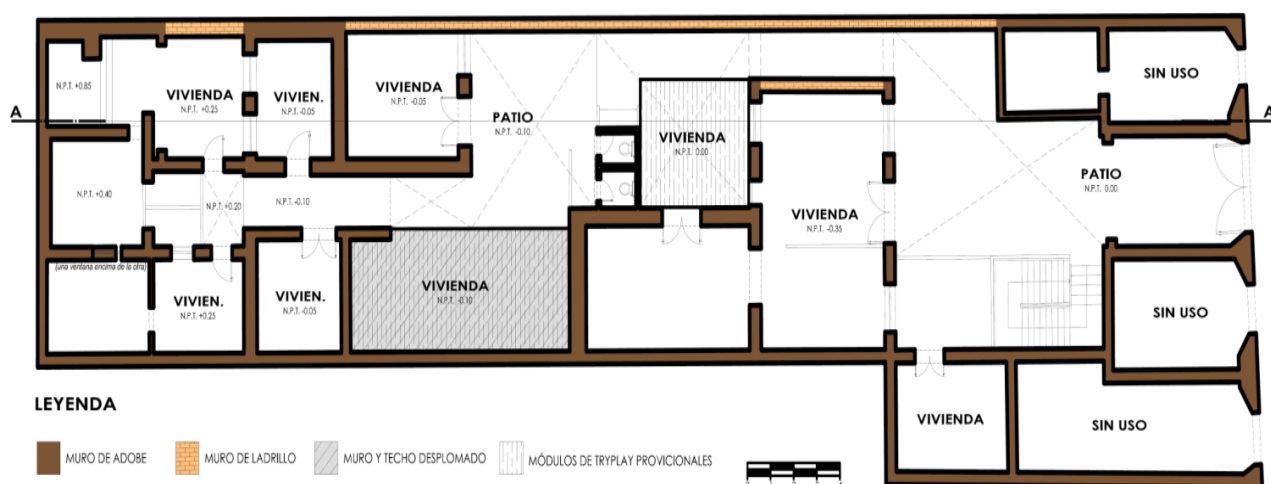 N.P.T. +0.85
VIVIENDA
N.P.T. +0.25
VIVIEN.
N.P.T. -0.05
VIVIENDA
N.P.T. -0.05
PATIO
N.P.T. -0.10
VIVIENDA
N.P.T. 0.00
SIN USO
A
A
N.P.T. +0.40
N.P.T. +0.20
N.P.T. -0.10
VIVIENDA
N.P.T. -0.35
PATIO
N.P.T. 0.00
(una ventana encima de la otra)
VIVIEN.
N.P.T. +0.25
VIVIEN.
N.P.T. -0.05
VIVIENDA
N.P.T. -0.10
SIN USO
VIVIENDA
SIN USO
LEYENDA
MURO DE ADOBE
MURO DE LADRILLO
MURO Y TECHO DESPLOMADO
MÓDULOS DE TRYPLAY PROVICIONALES